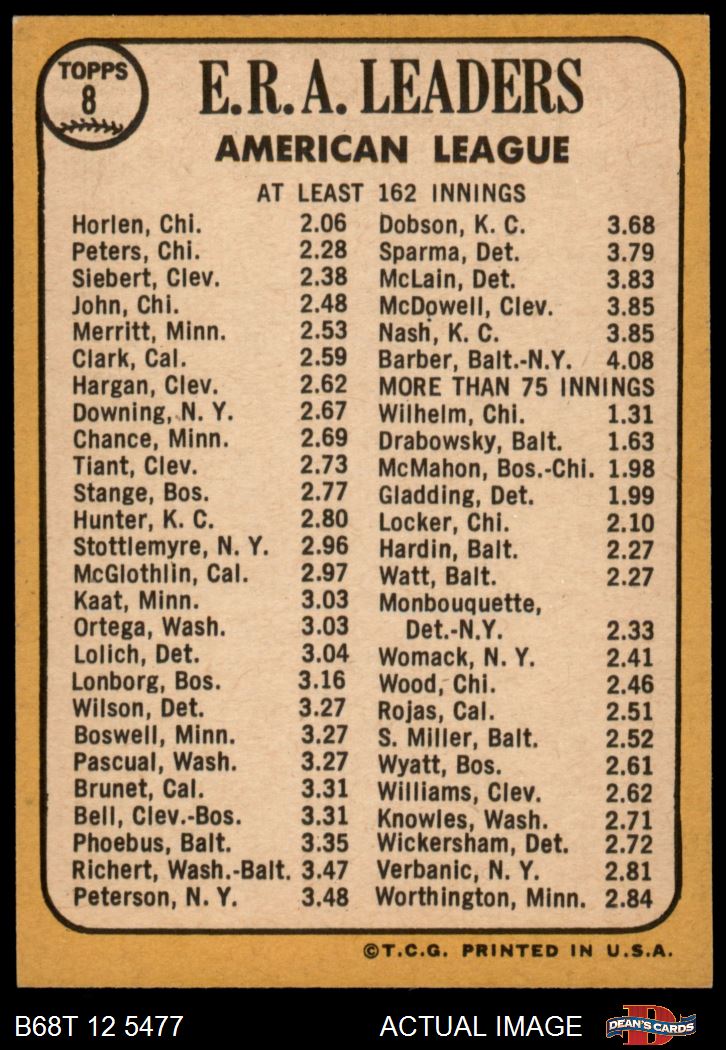 TOPPS
8
E.R.A. LEADERS
AMERICAN LEAGUE
AT LEAST 162 INNINGS
Horlen, Chi. 2.06
Peters, Chi. 2.28
Siebert, Clev. 2.38
John, Chi. 2.48
Merritt, Minn. 2.53
Clark, Cal. 2.59
Hargan, Clev. 2.62
Downing, N. Y. 2.67
Chance, Minn. 2.69
Tiant, Clev. 2.73
Stange, Bos. 2.77
Hunter, K. C. 2.80
Stottlemyre, N. Y. 2.96
McGlothlin, Cal. 2.97
Kaat, Minn. 3.03
Ortega, Wash. 3.03
Lolich, Det. 3.04
Lonborg, Bos. 3.16
Wilson, Det. 3.27
Boswell, Minn. 3.27
Pascual, Wash. 3.27
Brunet, Cal. 3.31
Bell, Clev.-Bos. 3.31
Phoebus, Balt. 3.35
Richert, Wash.-Balt. 3.47
Peterson, N. Y. 3.48
Dobson, K. C. 3.68
Sparma, Det. 3.79
McLain, Det. 3.83
McDowell, Clev. 3.85
Nash, K. C. 3.85
Barber, Balt.-N.Y. 4.08
MORE THAN 75 INNINGS
Wilhelm, Chi. 1.31
Drabowsky, Balt. 1.63
McMahon, Bos.-Chi. 1.98
Gladding, Det. 1.99
Locker, Chi. 2.10
Hardin, Balt. 2.27
Watt, Balt. 2.27
Monbouquette,
Det.-N.Y. 2.33
Womack, N. Y. 2.41
Wood, Chi. 2.46
Rojas, Cal. 2.51
S. Miller, Balt. 2.52
Wyatt, Bos. 2.61
Williams, Clev. 2.62
Knowles, Wash. 2.71
Wickersham, Det. 2.72
Verbanic, N. Y. 2.81
Worthington, Minn. 2.84
©T.C.G. PRINTED IN U.S.A.
B68T 12 5477 ACTUAL IMAGE
D
DEAN'S CARDS